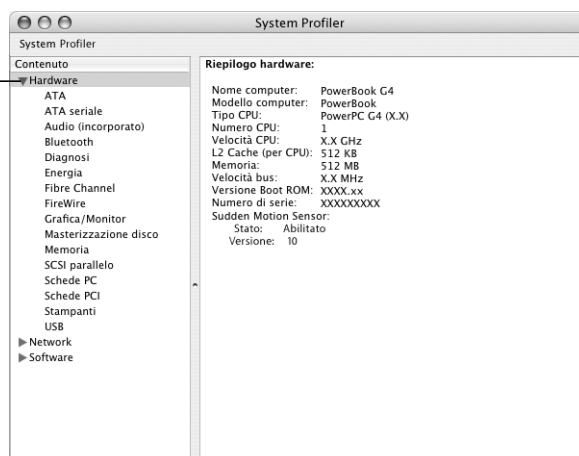 System Profiler
System Profiler
Contenuto
Hardware
ATA
ATA seriale
Audio (incorporato)
Bluetooth
Diagnosi
Energia
Fibre Channel
FireWire
Grafica/Monitor
Masterizzazione disco
Memoria
SCSI parallelo
Schede PC
Schede PCI
Stampanti
USB
Network
Software
Riepilogo hardware:
Nome computer: PowerBook G4
Modello computer: PowerBook
Tipo CPU: PowerPC G4 (X.X)
Numero CPU: 1
Velocità CPU: X.X GHz
L2 Cache (per CPU): 512 KB
Memoria: 512 MB
Velocità bus: X.X MHz
Versione Boot ROM: XXXX.xx
Numero di serie: XXXXXXXXX
Sudden Motion Sensor:
Stato: Abilitato
Versione: 10